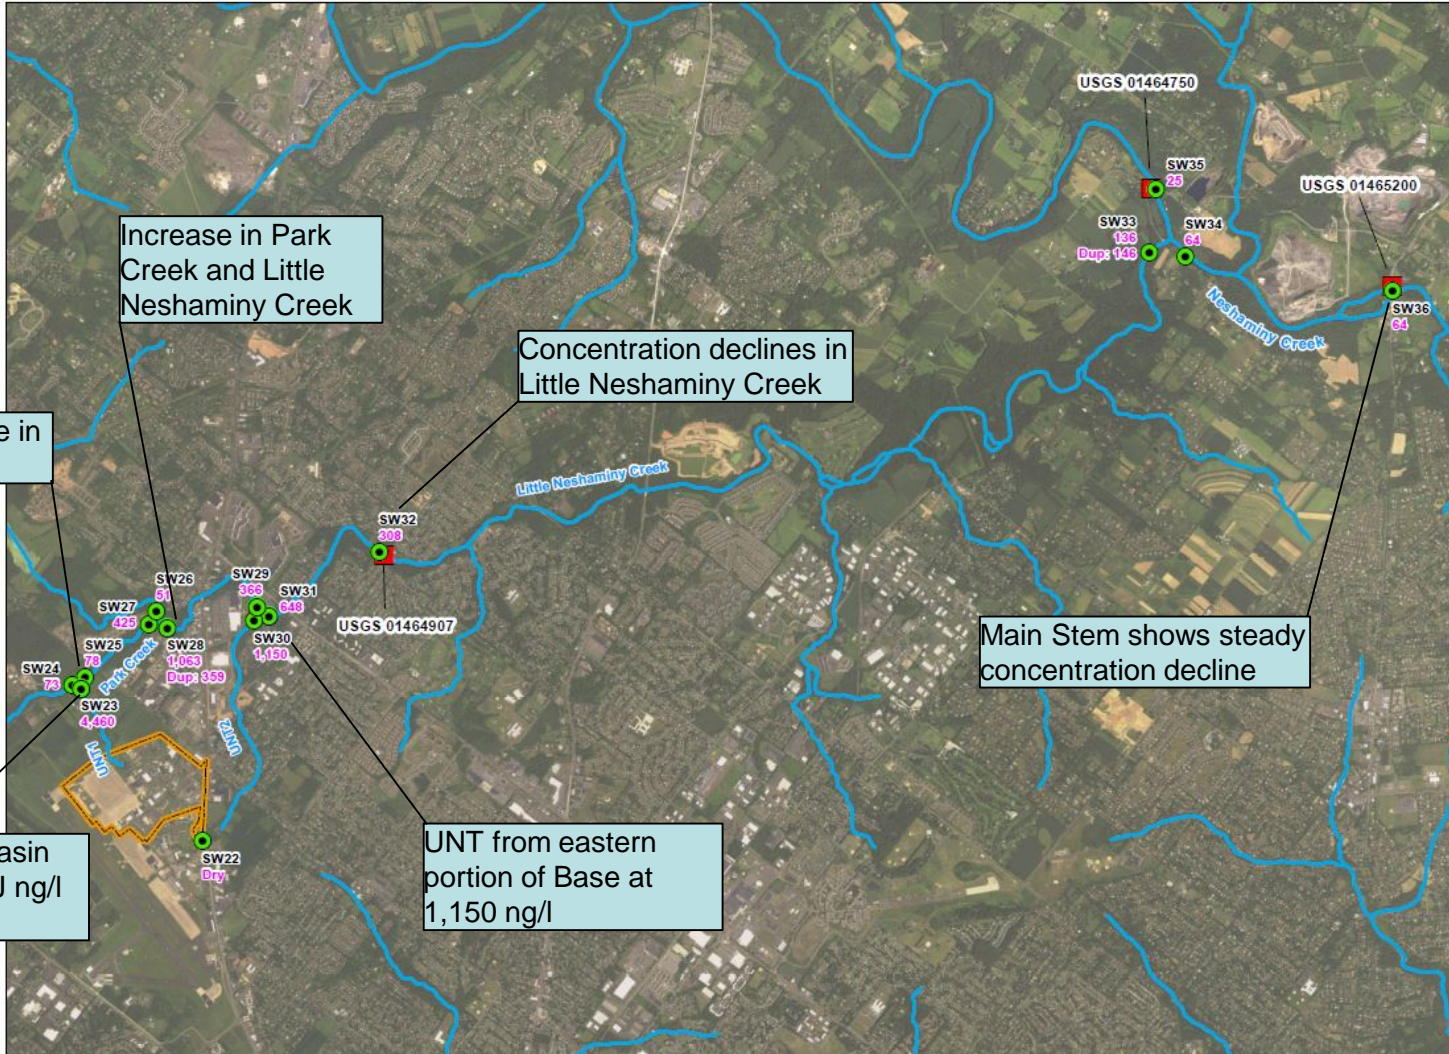 USGS 01464750
SW35
25
USGS 01465200
SW33
136
Dup: 146
SW34
64
Increase in Park
Creek and Little
Neshaminy Creek
Neshaminy Creek
SW36
64
Concentration declines in
Little Neshaminy Creek
e in
Little Neshaminy Creek
SW32
308
SW26
51
SW29
366
SW31
648
SW27
425
USGS 01464907
SW30
1,150
SW28
1,063
Dup: 359
SW25
78
Park Creek
SW24
73
Main Stem shows steady
concentration decline
SW23
4,460
UNT1
UNT2
asin
J ng/l
SW22
Dry
UNT from eastern
portion of Base at
1,150 ng/l